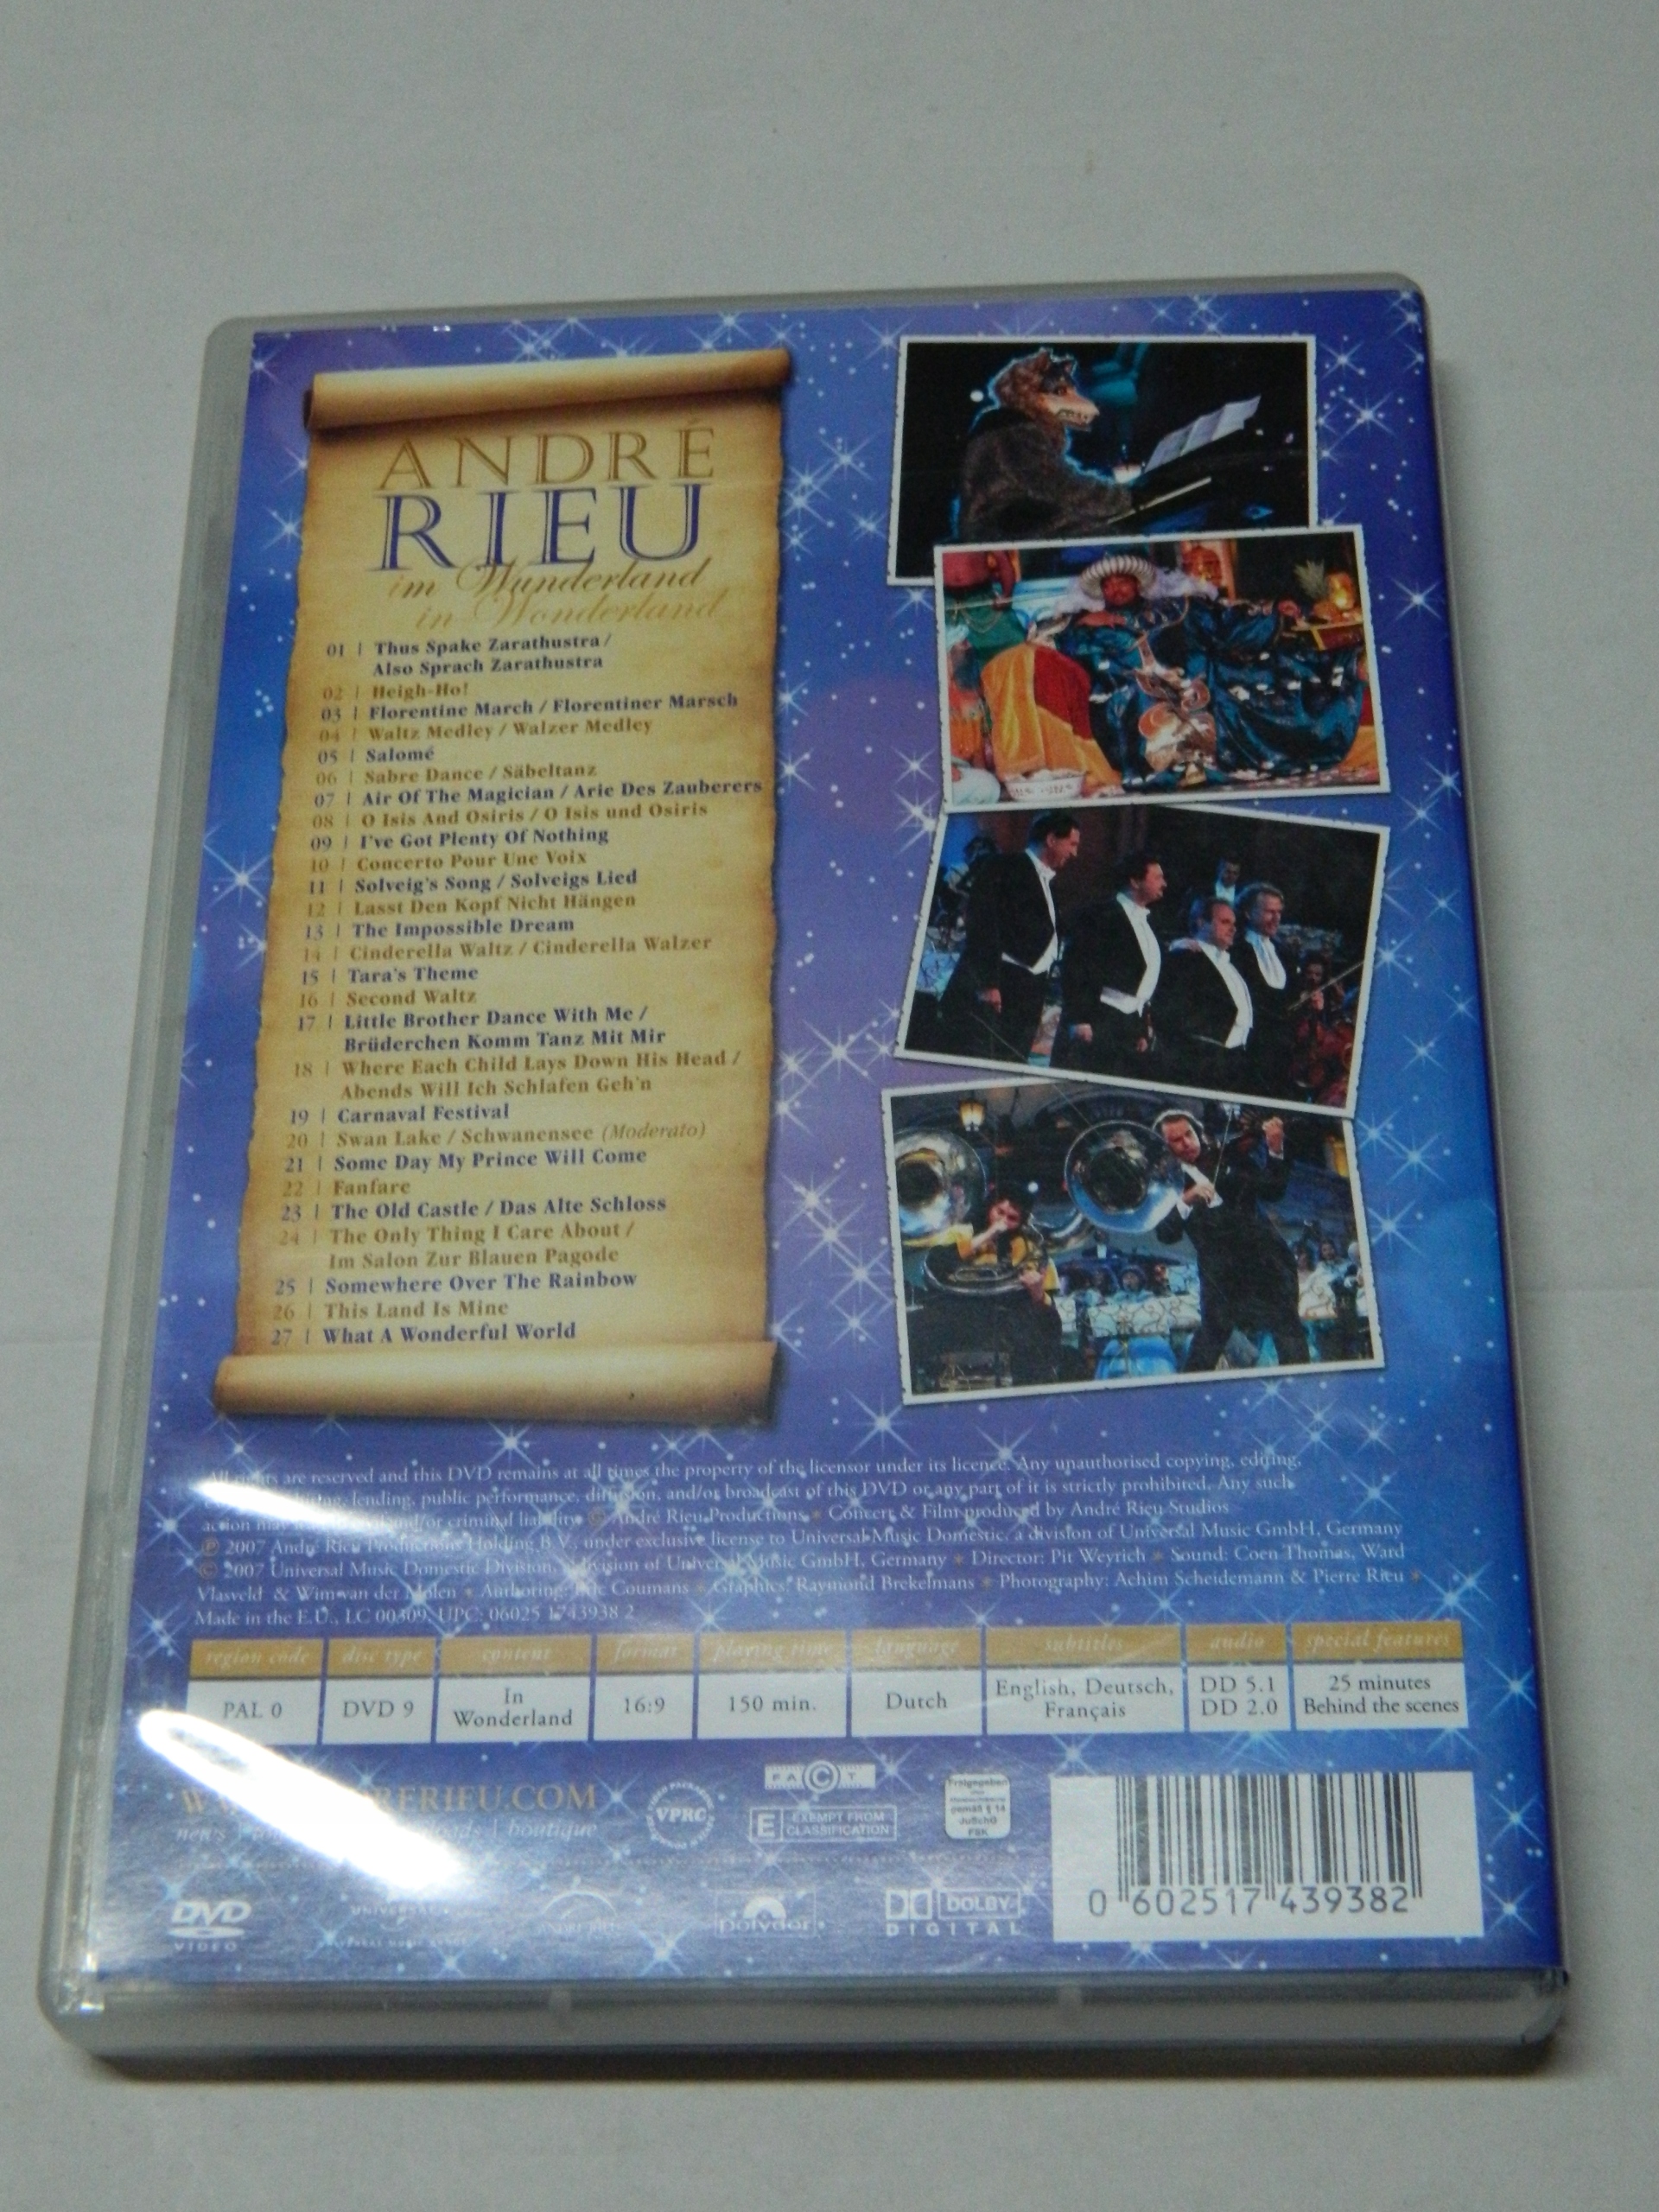 ANDRÉ
RIEU
im Wunderland
in Wonderland
01 | Thus Spake Zarathustra /
Also Sprach Zarathustra
02 | Heigh-Ho!
03 | Florentine March / Florentiner Marsch
04 | Waltz Medley / Walzer Medley
05 | Salomé
06 | Sabre Dance / Säbeltanz
07 | Air Of The Magician / Arie Des Zauberers
08 | O Isis And Osiris / O Isis und Osiris
09 | I've Got Plenty Of Nothing
10 | Concerto Pour Une Voix
11 | Solveig's Song / Solveigs Lied
12 | Lasst Den Kopf Nicht Hängen
13 | The Impossible Dream
14 | Cinderella Waltz / Cinderella Walzer
15 | Tara's Theme
16 | Second Waltz
17 | Little Brother Dance With Me /
Brüderchen Komm Tanz Mit Mir
18 | Where Each Child Lays Down His Head /
Abends Will Ich Schlafen Geh'n
19 | Carnaval Festival
20 | Swan Lake / Schwanensee (Moderato)
21 | Some Day My Prince Will Come
22 | Fanfare
23 | The Old Castle / Das Alte Schloss
24 | The Only Thing I Care About /
Im Salon Zur Blauen Pagode
25 | Somewhere Over The Rainbow
26 | This Land Is Mine
27 | What A Wonderful World
All rights are reserved and this DVD remains at all times the property of the licensor under its licence. Any unauthorised copying, editing,
lending, public performance, diffusion, and/or broadcast of this DVD or any part of it is strictly prohibited. Any such
action may and/or criminal liability. © André Rieu Productions * Concert & Film produced by André Rieu Studios
℗ 2007 André Rieu Productions Holding B.V., under exclusive license to Universal Music Domestic, a division of Universal Music GmbH, Germany
© 2007 Universal Music Domestic Division, a division of Universal Music GmbH, Germany * Director: Pit Weyrich * Sound: Coen Thomas, Ward
Vlasveld & Wim van der Molen * Authoring: Coumans * Graphics: Raymond Brekelmans * Photography: Achim Scheidemann & Pierre Rieu *
Made in the E.U., LC 00309, UPC: 06025 1743938 2
region code disc type content format playing time language subtitles audio special features
PAL 0 DVD 9 In Wonderland 16:9 150 min. Dutch English, Deutsch, Français DD 5.1 DD 2.0 25 minutes Behind the scenes
FACT
VPRC
E EXEMPT FROM
CLASSIFICATION
Freigegeben
gemäß § 14
JuSchG
FSK
boutique
DVD
VIDEO
UNIVERSAL
ANDRÉ RIEU
polydor
DOLBY
DIGITAL
0 602517 439382